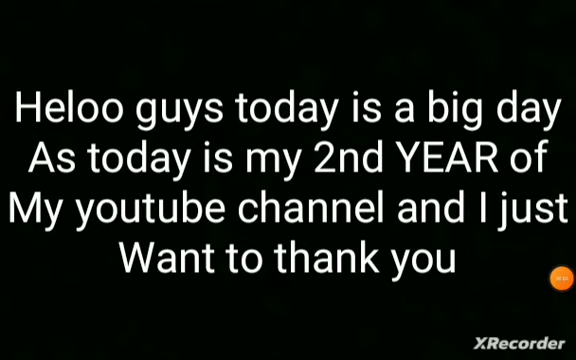 Heloo guys today is a big day
As today is my 2nd YEAR of
My youtube channel and I just
Want to thank you
XRecorder